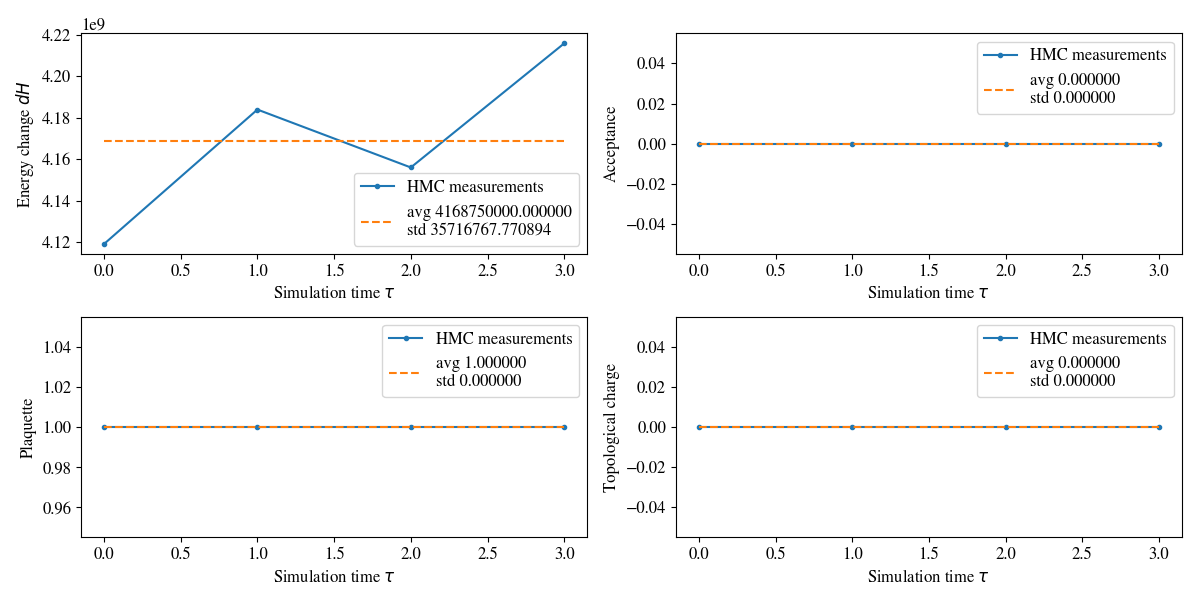 1e9
4.22
4.20
4.18
4.16
4.14
4.12
Energy change dH
HMC measurements
avg 4168750000.000000
std 35716767.770894
0.0 0.5 1.0 1.5 2.0 2.5 3.0
Simulation time τ
0.04
0.02
0.00
−0.02
−0.04
Acceptance
HMC measurements
avg 0.000000
std 0.000000
0.0 0.5 1.0 1.5 2.0 2.5 3.0
Simulation time τ
1.04
1.02
1.00
0.98
0.96
Plaquette
HMC measurements
avg 1.000000
std 0.000000
0.0 0.5 1.0 1.5 2.0 2.5 3.0
Simulation time τ
0.04
0.02
0.00
−0.02
−0.04
Topological charge
HMC measurements
avg 0.000000
std 0.000000
0.0 0.5 1.0 1.5 2.0 2.5 3.0
Simulation time τ